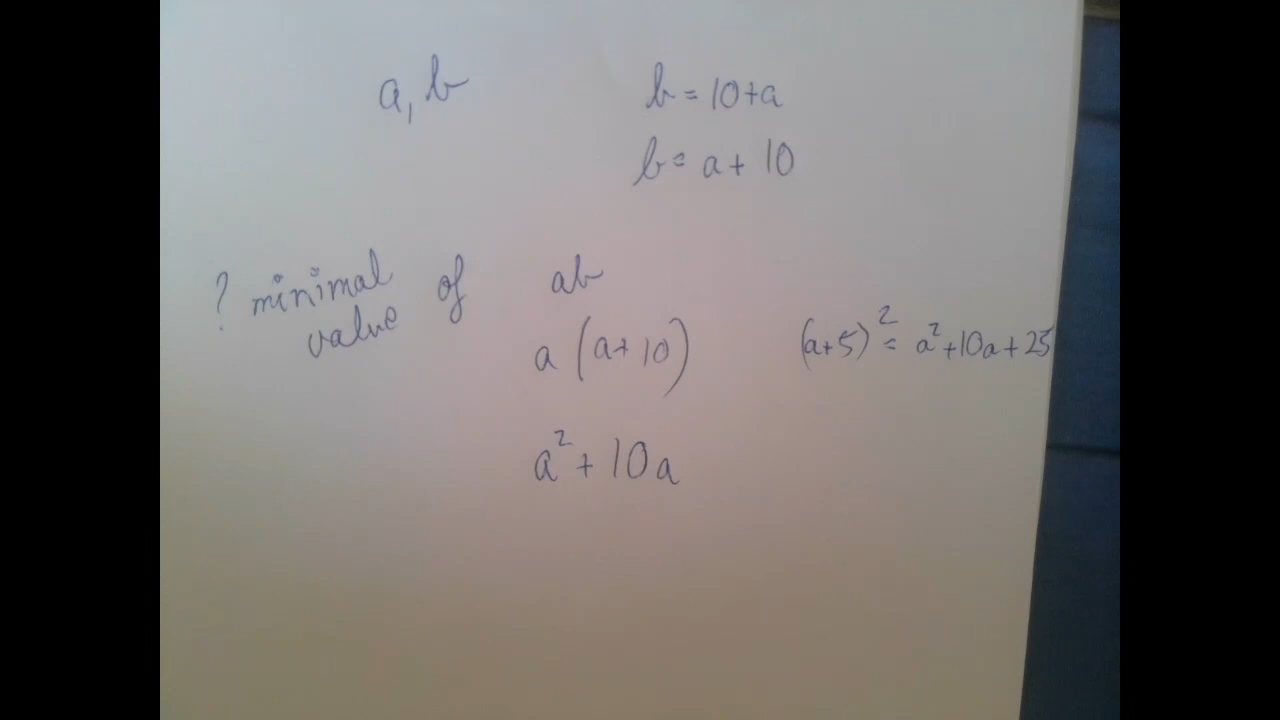 a, b b = 10+a
b = a + 10
? minimal value of ab
a (a+10) (a+5)² = a²+10a+25
a² + 10a